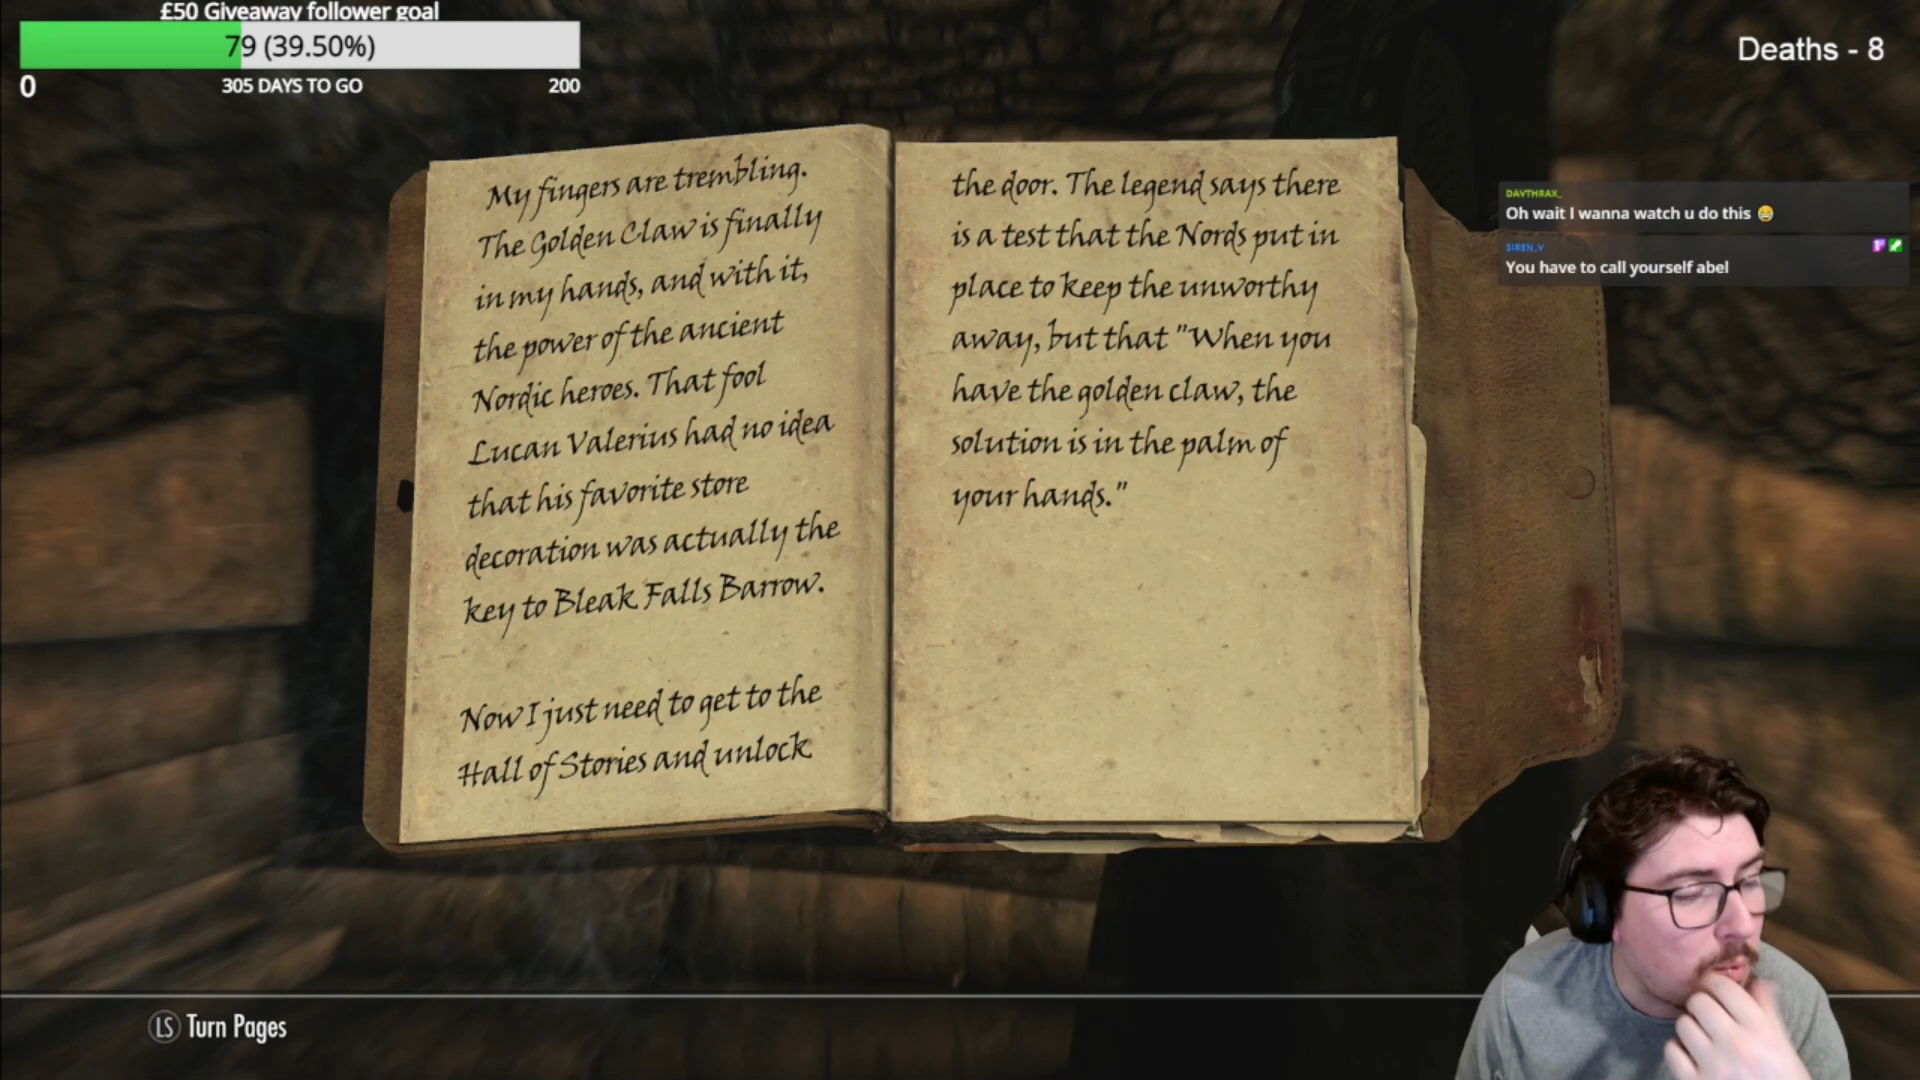 £50 Giveaway follower goal
79 (39.50%)
0
305 DAYS TO GO
200
Deaths - 8
My fingers are trembling.
The Golden Claw is finally
in my hands, and with it,
the power of the ancient
Nordic heroes. That fool
Lucan Valerius had no idea
that his favorite store
decoration was actually the
key to Bleak Falls Barrow.
Now I just need to get to the
Hall of Stories and unlock
the door. The legend says there
is a test that the Nords put in
place to keep the unworthy
away, but that "When you
have the golden claw, the
solution is in the palm of
your hands."
DAVTHRAX_
Oh wait I wanna watch u do this 😂
SIREN_V
You have to call yourself abel
LS Turn Pages